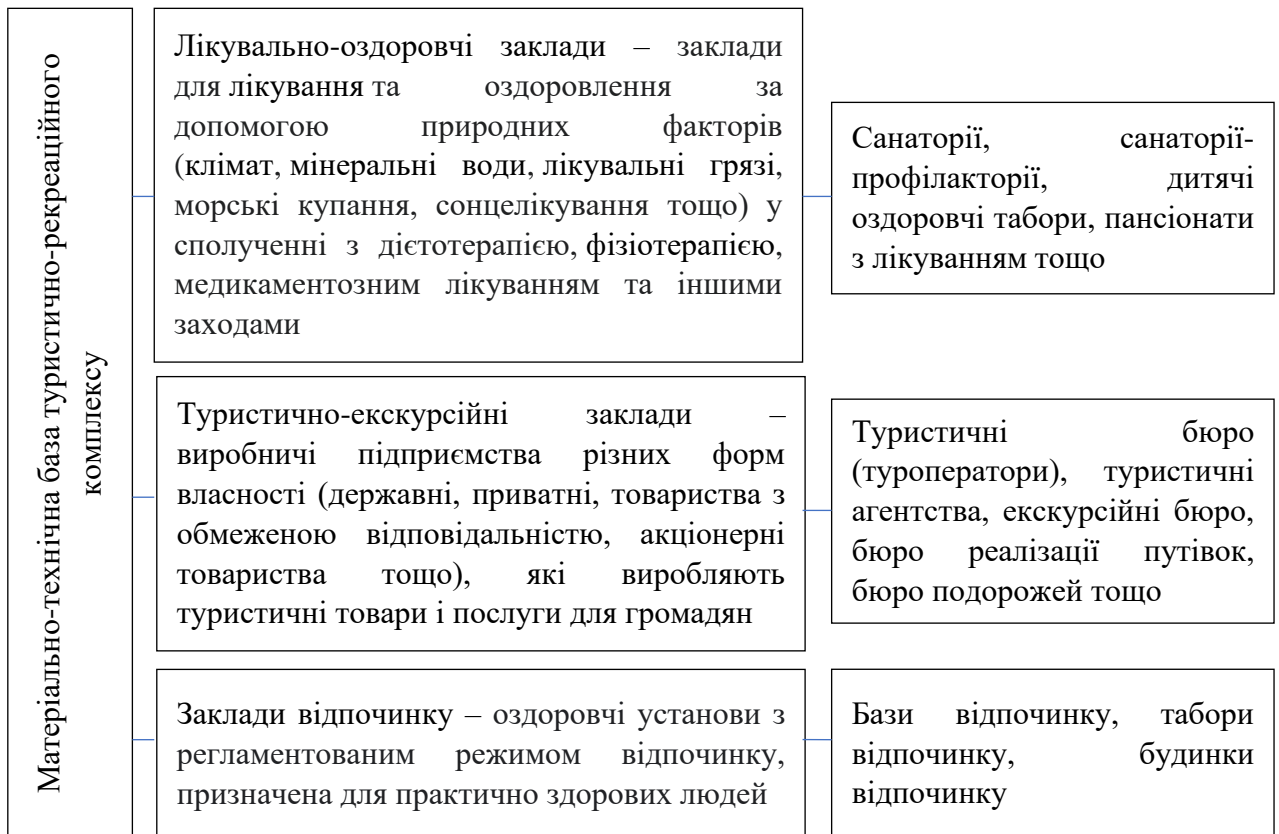 Матеріально-технічна база туристично-рекреаційного
комплексу
Лікувально-оздоровчі заклади – заклади
для лікування та оздоровлення за
допомогою природних факторів
(клімат, мінеральні води, лікувальні грязі,
морські купання, сонцелікування тощо) у
сполученні з дієтотерапією, фізіотерапією,
медикаментозним лікуванням та іншими
заходами
Санаторії, санаторії-
профілакторії, дитячі
оздоровчі табори, пансіонати
з лікуванням тощо
Туристично-екскурсійні заклади –
виробничі підприємства різних форм
власності (державні, приватні, товариства з
обмеженою відповідальністю, акціонерні
товариства тощо), які виробляють
туристичні товари і послуги для громадян
Туристичні бюро
(туроператори), туристичні
агентства, екскурсійні бюро,
бюро реалізації путівок,
бюро подорожей тощо
Заклади відпочинку – оздоровчі установи з
регламентованим режимом відпочинку,
призначена для практично здорових людей
Бази відпочинку, табори
відпочинку, будинки
відпочинку